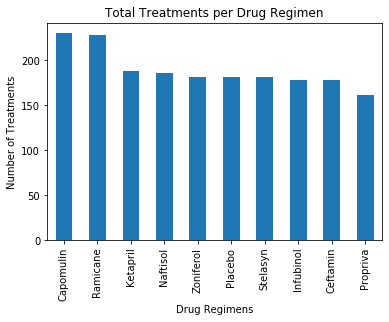 Total Treatments per Drug Regimen
Number of Treatments
200
150
100
50
0
Capomulin
Ramicane
Ketapril
Naftisol
Zoniferol
Placebo
Stelasyn
Infubinol
Ceftamin
Propriva
Drug Regimens